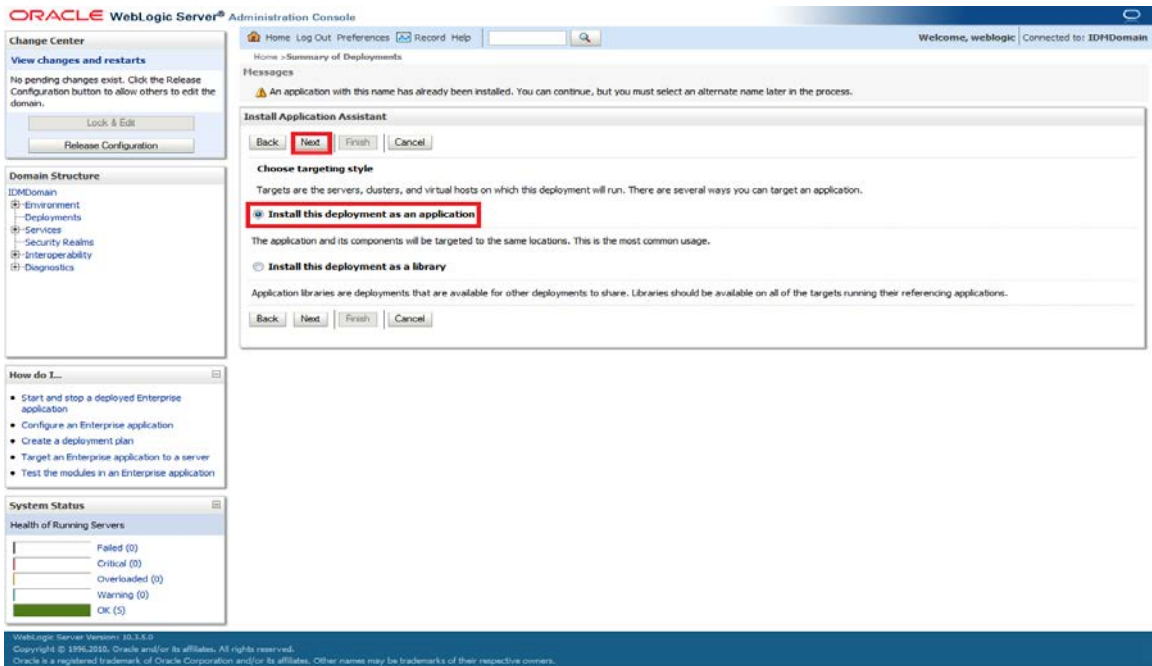 ORACLE WebLogic Server® Administration Console
Change Center
View changes and restarts
No pending changes exist. Click the Release
Configuration button to allow others to edit the
domain.
Lock & Edit
Release Configuration
Domain Structure
IDMDomain
Environment
Deployments
Services
Security Realms
Interoperability
Diagnostics
How do I...
Start and stop a deployed Enterprise
application
Configure an Enterprise application
Create a deployment plan
Target an Enterprise application to a server
Test the modules in an Enterprise application
System Status
Health of Running Servers
Failed (0)
Critical (0)
Overloaded (0)
Warning (0)
OK (5)
Home Log Out Preferences Record Help
Welcome, weblogic Connected to: IDMDomain
Home >Summary of Deployments
Messages
An application with this name has already been installed. You can continue, but you must select an alternate name later in the process.
Install Application Assistant
Back Next Finish Cancel
Choose targeting style
Targets are the servers, clusters, and virtual hosts on which this deployment will run. There are several ways you can target an application.
Install this deployment as an application
The application and its components will be targeted to the same locations. This is the most common usage.
Install this deployment as a library
Application libraries are deployments that are available for other deployments to share. Libraries should be available on all of the targets running their referencing applications.
Back Next Finish Cancel
WebLogic Server Version: 10.3.5.0
Copyright © 1996,2010, Oracle and/or its affiliates. All rights reserved.
Oracle is a registered trademark of Oracle Corporation and/or its affiliates. Other names may be trademarks of their respective owners.